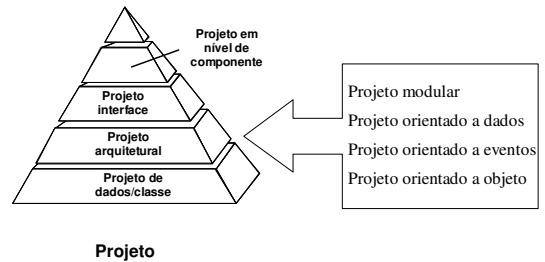 Projeto em
nível de
componente
Projeto
interface
Projeto
arquitetural
Projeto de
dados/classe
Projeto modular
Projeto orientado a dados
Projeto orientado a eventos
Projeto orientado a objeto
Projeto